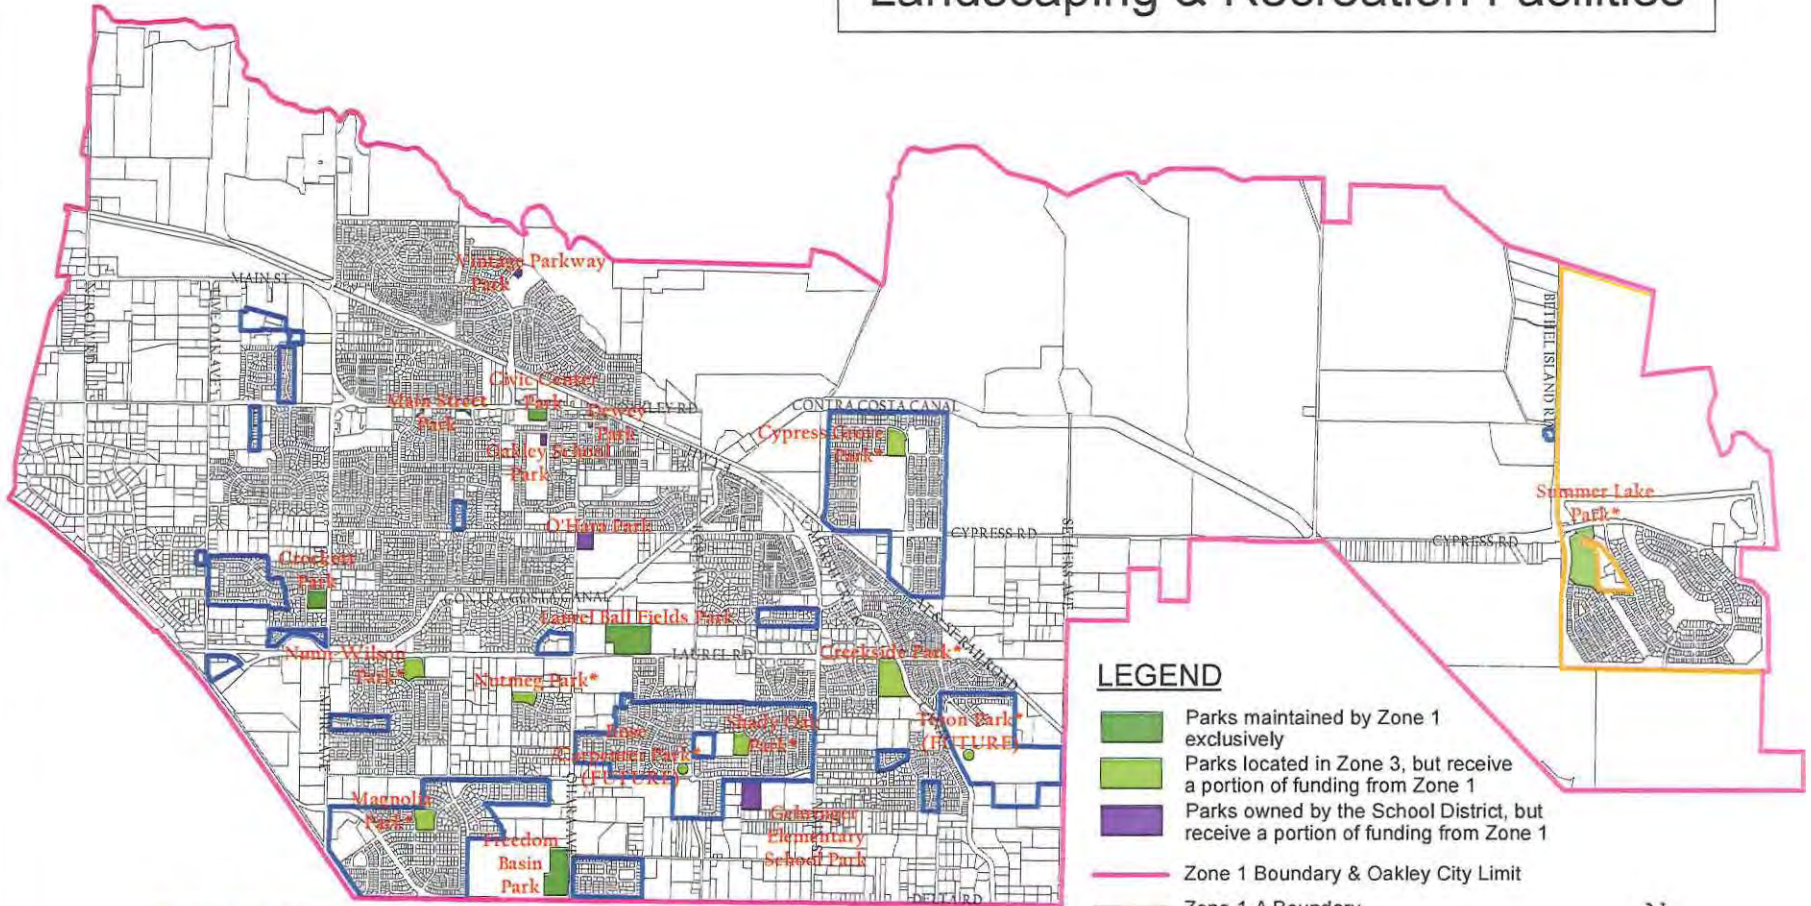 Landscaping & Recreation Facilities
Vintage Parkway
Park
MAIN ST
BETHEL ISLAND RD
Civic Center
Park
Main Street
Park
Dewey
Park
CONTRA COSTA CANAL
Cypress Grove
Park*
Oakley School
Park
Summer Lake
Park*
O'Hara Park
CYPRESS RD
CYPRESS RD
Crockett
Park
CONTRA COSTA CANAL
Laurel Ball Fields Park
LAUREL RD
Creekside Park*
Nunn-Wilson
Park*
Nutmeg Park*
Shady Oak
Park*
Carpenter Park*
(FUTURE)
Park*
(FUTURE)
Magnolia
Park*
Freedom
Basin
Park
Gehringer
Elementary
School Park
DELTA RD
LEGEND
Parks maintained by Zone 1
exclusively
Parks located in Zone 3, but receive
a portion of funding from Zone 1
Parks owned by the School District, but
receive a portion of funding from Zone 1
Zone 1 Boundary & Oakley City Limit
Zone 1-A Boundary
N